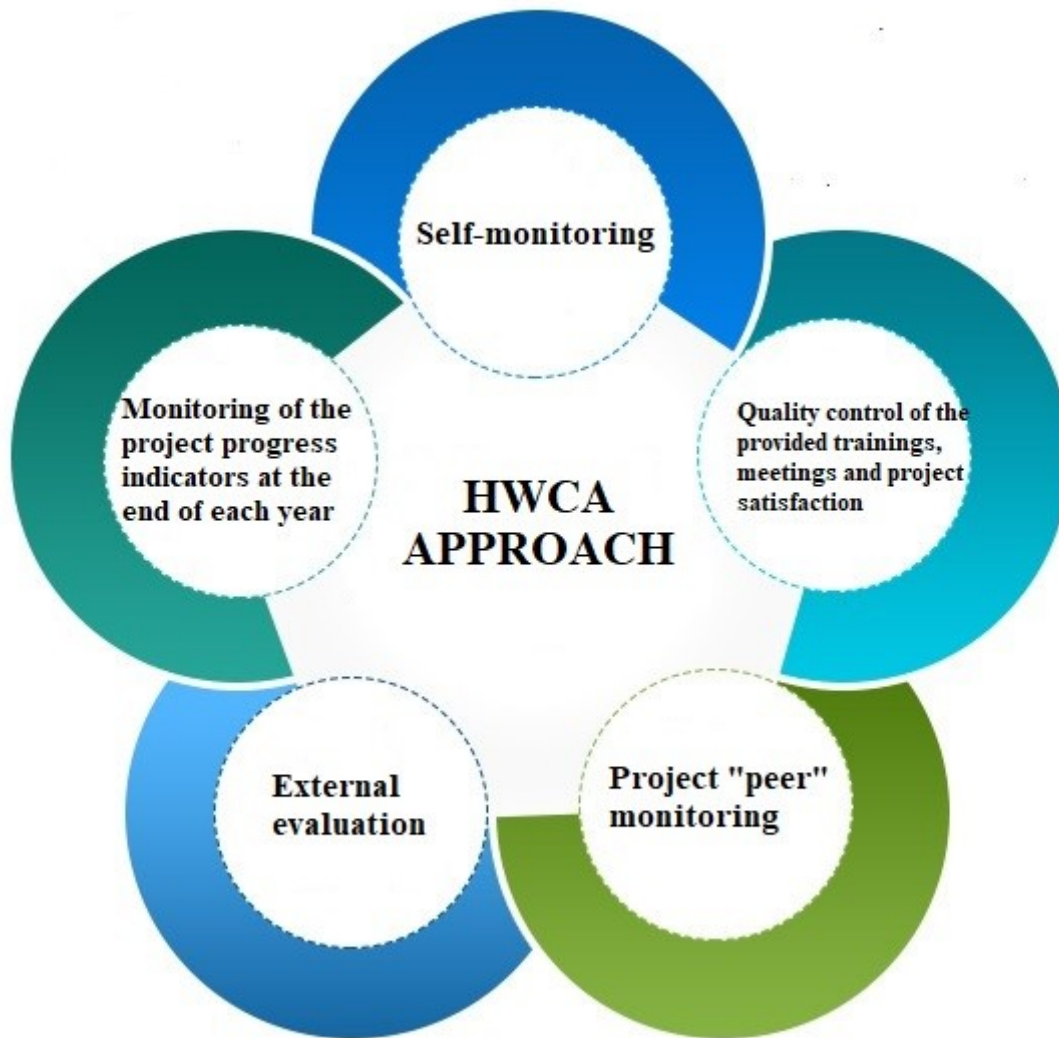 Self-monitoring
Quality control of the
provided trainings,
meetings and project
satisfaction
Project "peer"
monitoring
External
evaluation
Monitoring of the
project progress
indicators at the
end of each year
HWCA
APPROACH